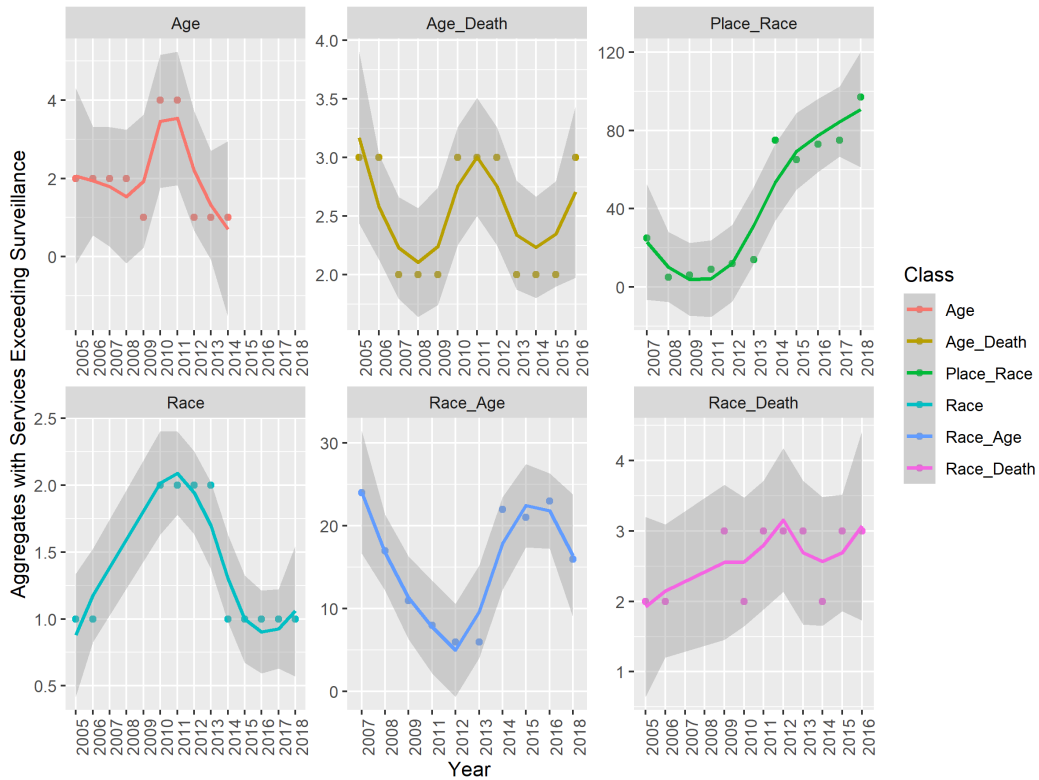 Age
Age_Death
Place_Race
4
2
0
4.0
3.5
3.0
2.5
2.0
120
80
40
0
2005 2006 2007 2008 2009 2010 2011 2012 2013 2014 2015 2016 2017 2018
2005 2006 2007 2008 2009 2010 2011 2012 2013 2014 2015 2016
2007 2008 2009 2011 2012 2013 2014 2015 2016 2017 2018
Race
Race_Age
Race_Death
2.5
2.0
1.5
1.0
0.5
30
20
10
0
4
3
2
1
2005 2006 2007 2008 2009 2010 2011 2012 2013 2014 2015 2016 2017 2018
2007 2008 2009 2011 2012 2013 2014 2015 2016 2018
2005 2006 2007 2008 2009 2010 2011 2012 2013 2014 2015 2016
Year
Aggregates with Services Exceeding Surveillance
Class
Age
Age_Death
Place_Race
Race
Race_Age
Race_Death